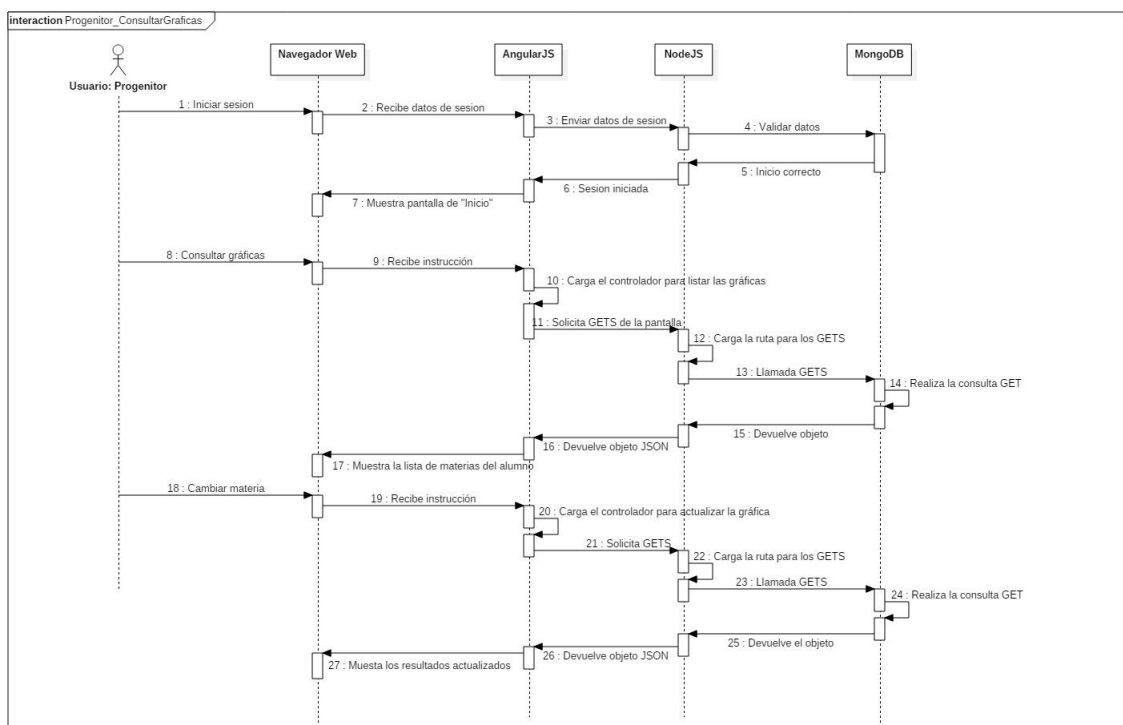 interaction Progenitor_ConsultarGraficas
Usuario: Progenitor
Navegador Web
AngularJS
NodeJS
MongoDB
1 : Iniciar sesion
2 : Recibe datos de sesion
3 : Enviar datos de sesion
4 : Validar datos
5 : Inicio correcto
6 : Sesion iniciada
7 : Muestra pantalla de "Inicio"
8 : Consultar gráficas
9 : Recibe instrucción
10 : Carga el controlador para listar las gráficas
11 : Solicita GETS de la pantalla
12 : Carga la ruta para los GETS
13 : Llamada GETS
14 : Realiza la consulta GET
15 : Devuelve objeto
16 : Devuelve objeto JSON
17 : Muestra la lista de materias del alumno
18 : Cambiar materia
19 : Recibe instrucción
20 : Carga el controlador para actualizar la gráfica
21 : Solicita GETS
22 : Carga la ruta para los GETS
23 : Llamada GETS
24 : Realiza la consulta GET
25 : Devuelve el objeto
26 : Devuelve objeto JSON
27 : Muesta los resultados actualizados